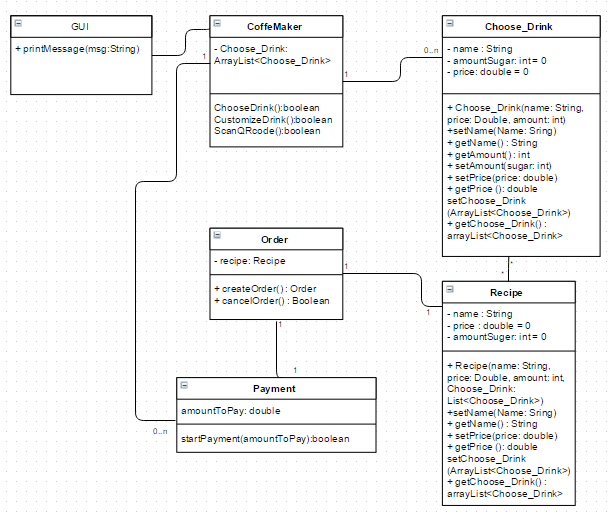 GUI
+ printMessage(msg:String)
CoffeMaker
- Choose_Drink:
ArrayList<Choose_Drink>
ChooseDrink():boolean
CustomizeDrink():boolean
ScanQRcode():boolean
1
1
0..n
Choose_Drink
- name : String
- amountSugar: int = 0
- price: double = 0
+ Choose_Drink(name: String,
price: Double, amount: int)
+setName(Name: Sring)
+ getName() : String
+ getAmount() : int
+ setAmount(sugar: int)
+ setPrice(price: double)
+ getPrice (): double
setChoose_Drink
(ArrayList<Choose_Drink>)
+ getChoose_Drink() :
arrayList<Choose_Drink>
*
*
Order
- recipe: Recipe
+ createOrder() : Order
+ cancelOrder() : Boolean
1
1
1
1
Recipe
- name : String
- price : double = 0
- amountSuger: int = 0
+ Recipe(name: String,
price: Double, amount: int,
Choose_Drink:
List<Choose_Drink>)
+setName(Name: Sring)
+ getName() : String
+ setPrice(price: double)
+ getPrice (): double
setChoose_Drink
(ArrayList<Choose_Drink>)
+ getChoose_Drink() :
arrayList<Choose_Drink>
Payment
amountToPay: double
startPayment(amountToPay):boolean
0..n